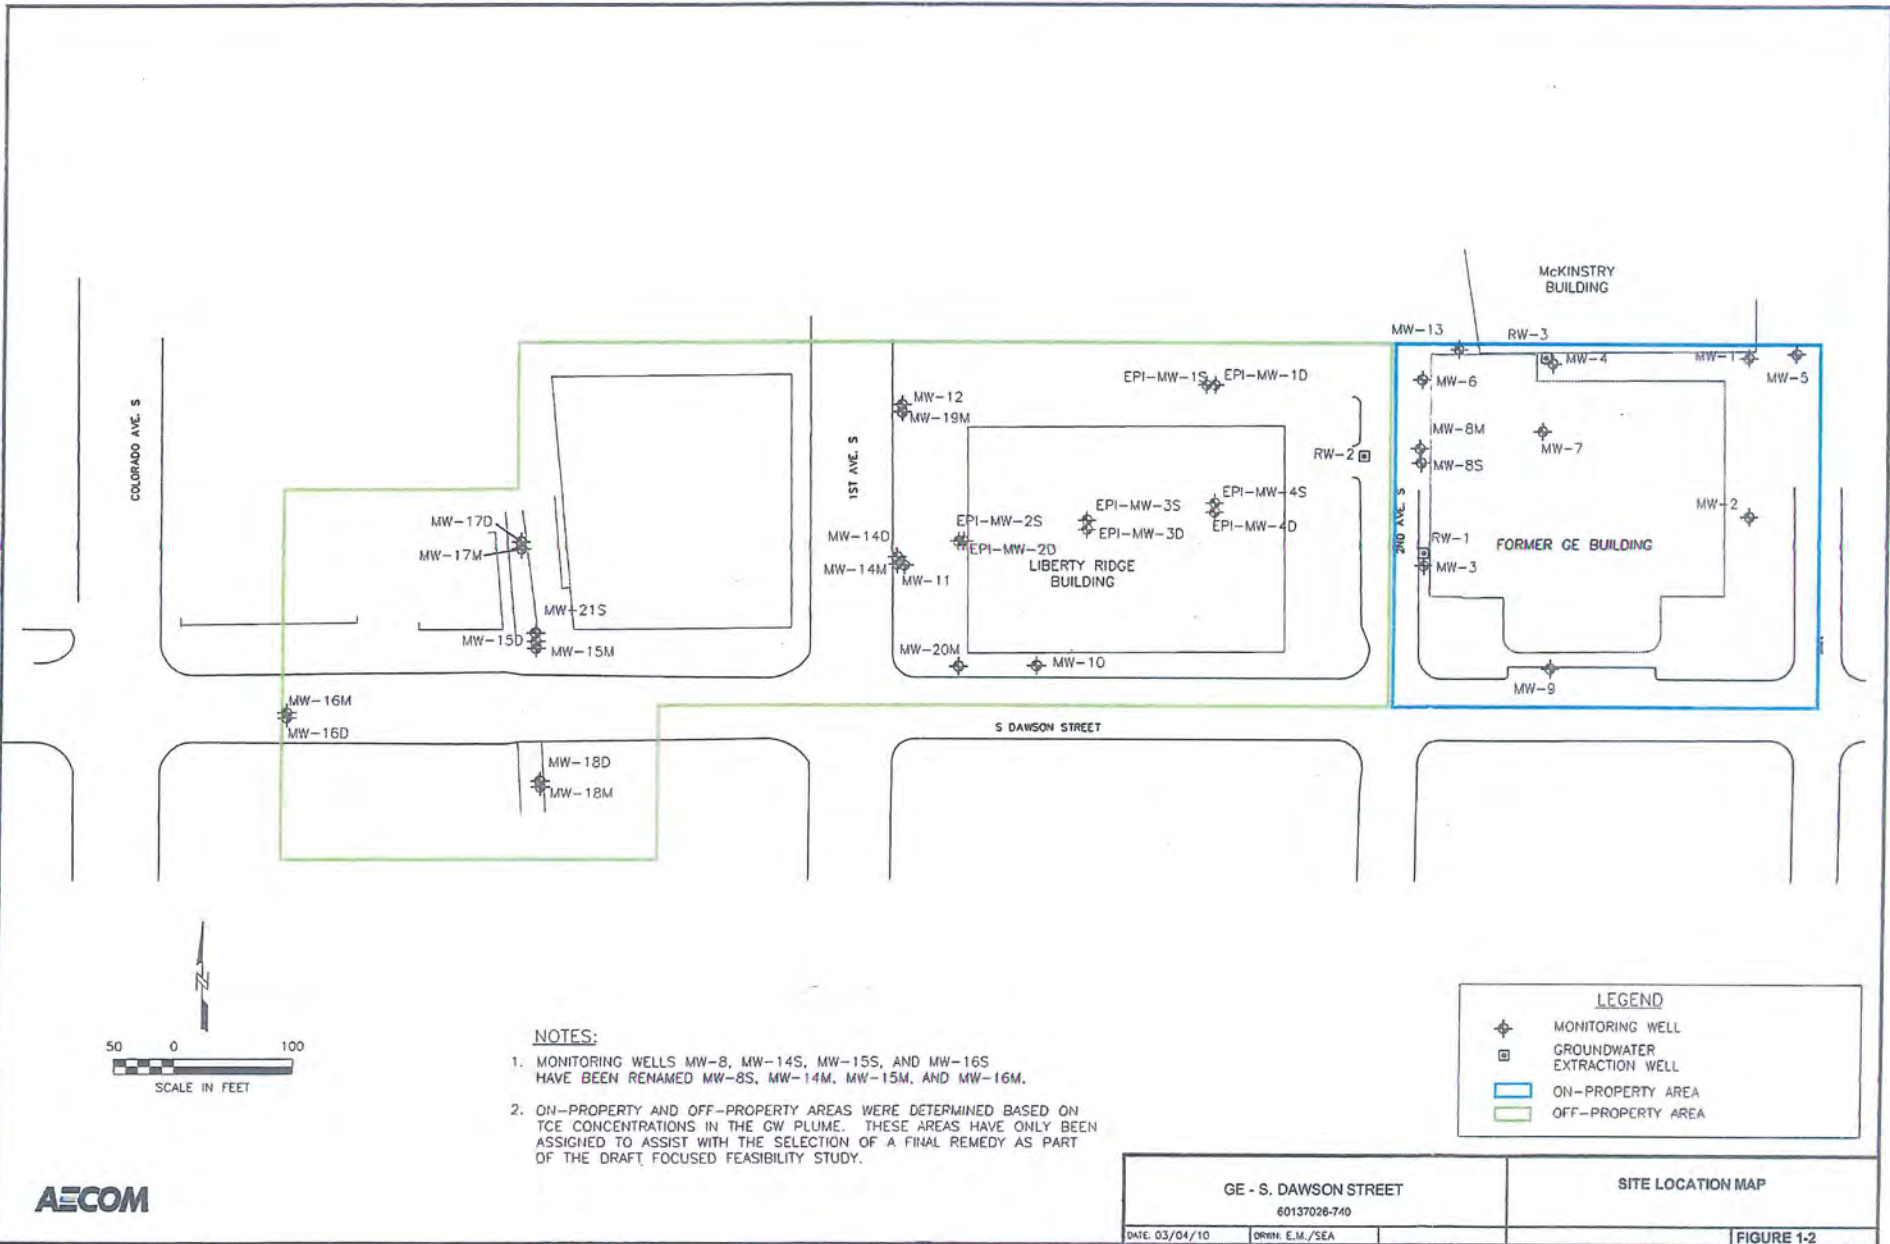 McKINSTRY
BUILDING
MW-13
RW-3
MW-4
MW-1
MW-5
MW-6
EPI-MW-1S
EPI-MW-1D
MW-12
MW-19M
COLORADO AVE. S
1ST AVE. S
MW-8M
MW-8S
MW-7
RW-2
EPI-MW-4S
EPI-MW-4D
EPI-MW-3S
EPI-MW-3D
EPI-MW-2S
EPI-MW-2D
MW-2
2ND AVE. S
MW-17D
MW-17M
MW-14D
MW-14M
MW-11
LIBERTY RIDGE
BUILDING
RW-1
MW-3
FORMER GE BUILDING
MW-21S
MW-15D
MW-15M
MW-20M
MW-10
MW-9
MW-16M
MW-16D
S DAWSON STREET
MW-18D
MW-18M
N
50 0 100
SCALE IN FEET
NOTES:
1. MONITORING WELLS MW-8, MW-14S, MW-15S, AND MW-16S
HAVE BEEN RENAMED MW-8S, MW-14M, MW-15M, AND MW-16M.
2. ON-PROPERTY AND OFF-PROPERTY AREAS WERE DETERMINED BASED ON
TCE CONCENTRATIONS IN THE GW PLUME. THESE AREAS HAVE ONLY BEEN
ASSIGNED TO ASSIST WITH THE SELECTION OF A FINAL REMEDY AS PART
OF THE DRAFT FOCUSED FEASIBILITY STUDY.
LEGEND
MONITORING WELL
GROUNDWATER
EXTRACTION WELL
ON-PROPERTY AREA
OFF-PROPERTY AREA
AECOM
GE - S. DAWSON STREET
60137026-740
SITE LOCATION MAP
DATE: 03/04/10
DRWN: E.M./SEA
FIGURE 1-2